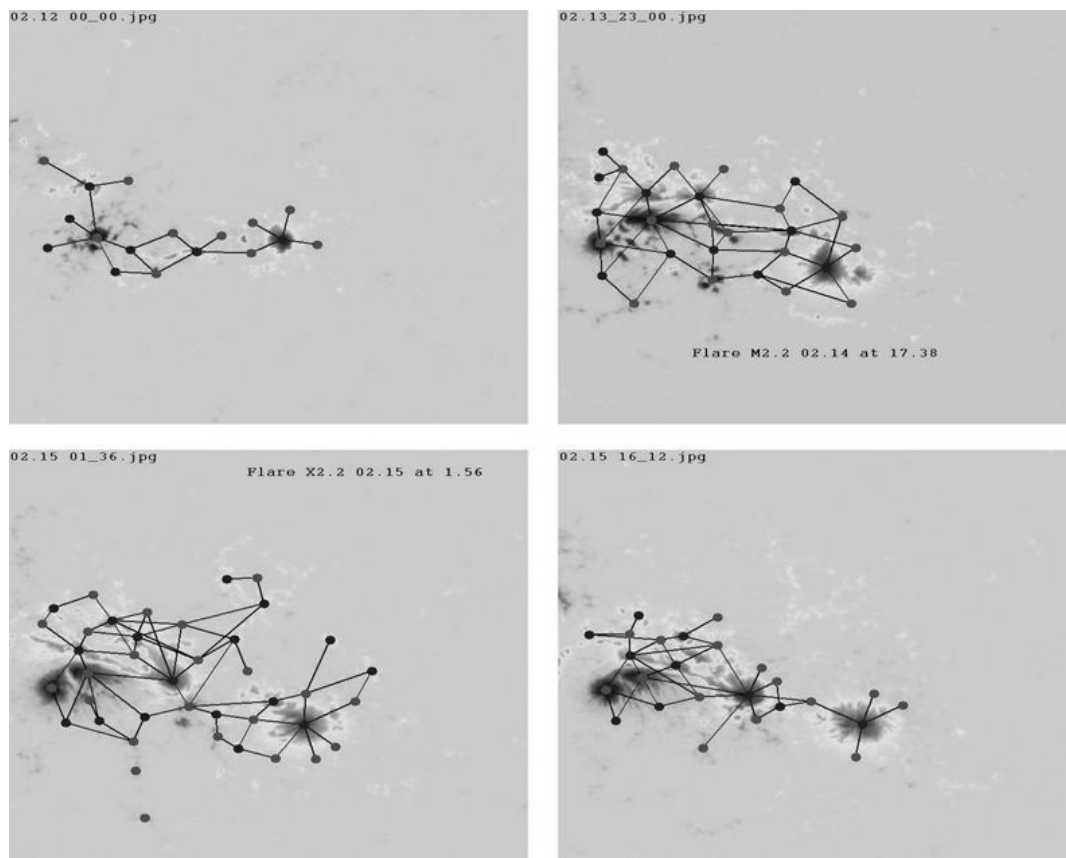 02.12 00_00.jpg
02.13_23_00.jpg
Flare M2.2 02.14 at 17.38
02.15 01_36.jpg
Flare X2.2 02.15 at 1.56
02.15 16_12.jpg